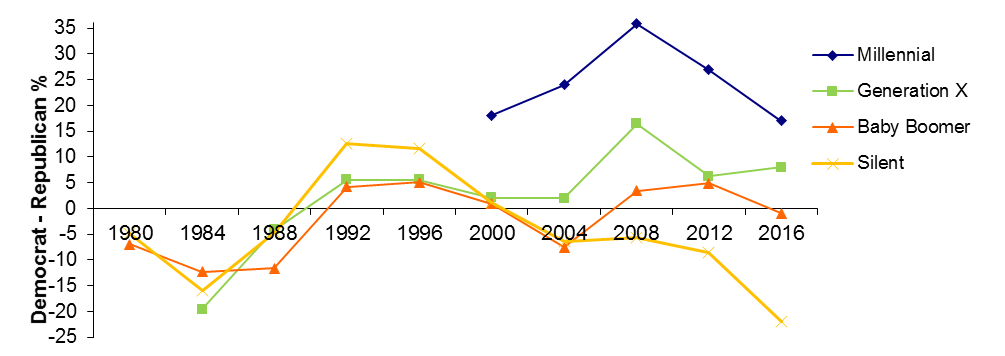 Democrat - Republican %
35
30
25
20
15
10
5
0
-5
-10
-15
-20
-25
1980 1984 1988 1992 1996 2000 2004 2008 2012 2016
Millennial
Generation X
Baby Boomer
Silent